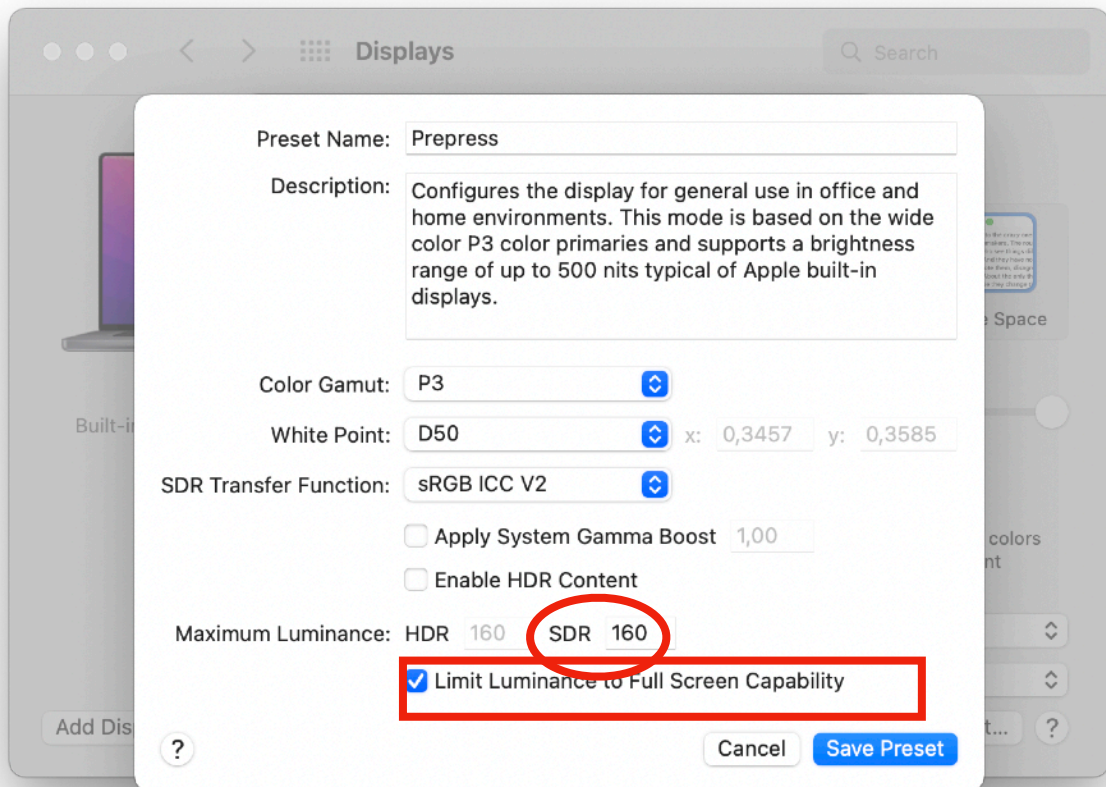 Displays
Search
Preset Name: Prepress
Description: Configures the display for general use in office and
home environments. This mode is based on the wide
color P3 color primaries and supports a brightness
range of up to 500 nits typical of Apple built-in
displays.
Space
Color Gamut: P3
Built-i
White Point: D50 x: 0,3457 y: 0,3585
SDR Transfer Function: sRGB ICC V2
Apply System Gamma Boost 1,00
colors
nt
Enable HDR Content
Maximum Luminance: HDR 160 SDR 160
Limit Luminance to Full Screen Capability
Add Dis
t... ?
? Cancel Save Preset